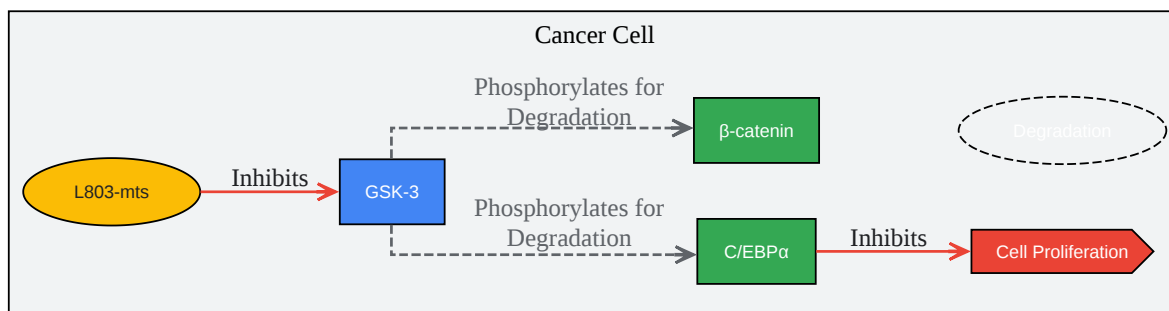 Cancer Cell
Phosphorylates for
Degradation
β-catenin
Degradation
L803-mts
Inhibits
GSK-3
Phosphorylates for
Degradation
C/EBPα
Inhibits
Cell Proliferation